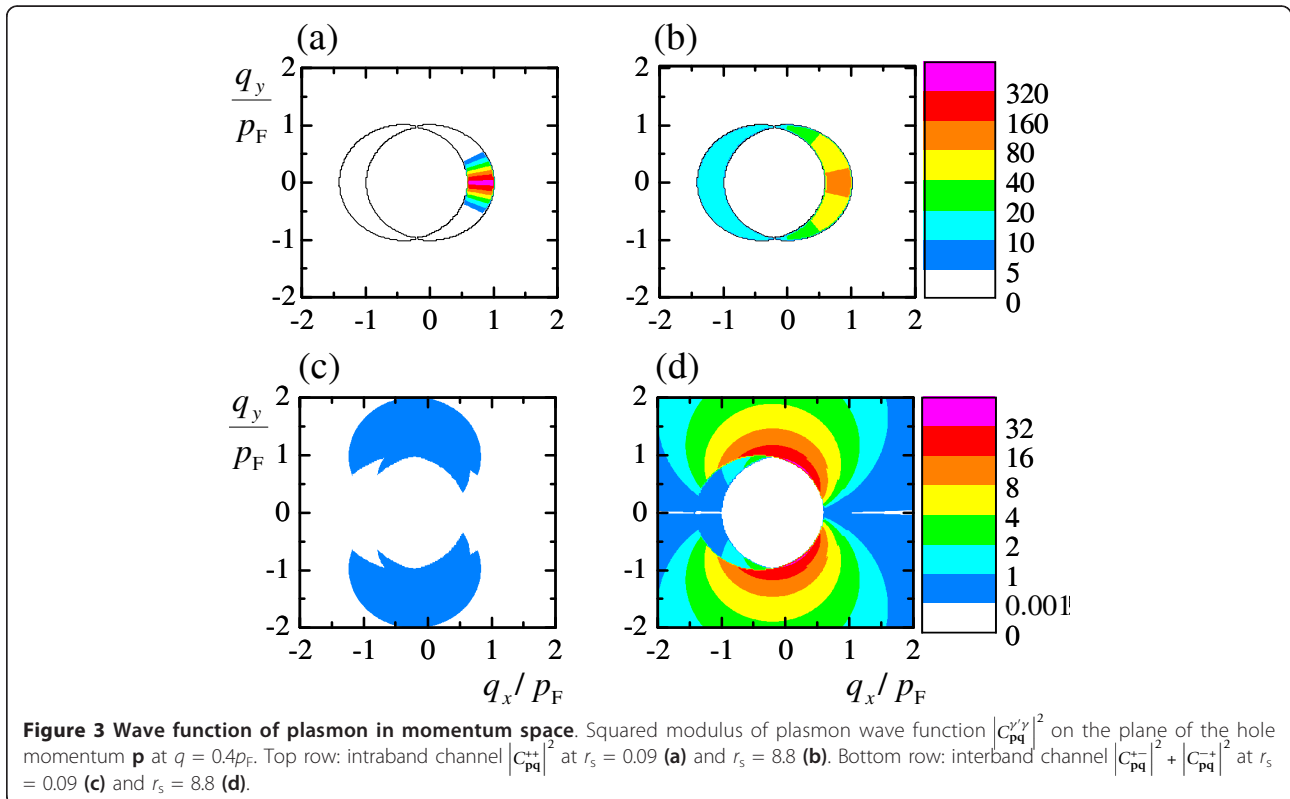 (a)
(b)
q_y / p_F
2
1
0
-1
-2
-2 -1 0 1 2
2
1
0
-1
-2
-2 -1 0 1 2
320
160
80
40
20
10
5
0
(c)
(d)
q_y / p_F
2
1
0
-1
-2
-2 -1 0 1 2
q_x / p_F
2
1
0
-1
-2
-2 -1 0 1 2
q_x / p_F
32
16
8
4
2
1
0.001
0
Figure 3 Wave function of plasmon in momentum space. Squared modulus of plasmon wave function |C_pq^γ′γ|² on the plane of the hole
momentum p at q = 0.4p_F. Top row: intraband channel |C_pq^++|² at r_s = 0.09 (a) and r_s = 8.8 (b). Bottom row: interband channel |C_pq^+−|² + |C_pq^−+|² at r_s
= 0.09 (c) and r_s = 8.8 (d).